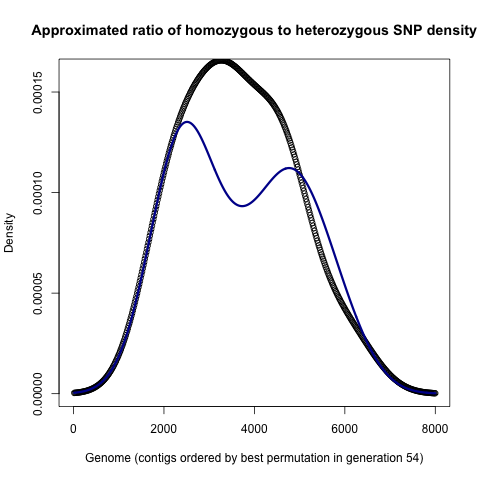 Approximated ratio of homozygous to heterozygous SNP density
Density
0.00015
0.00010
0.00005
0.00000
0 2000 4000 6000 8000
Genome (contigs ordered by best permutation in generation 54)